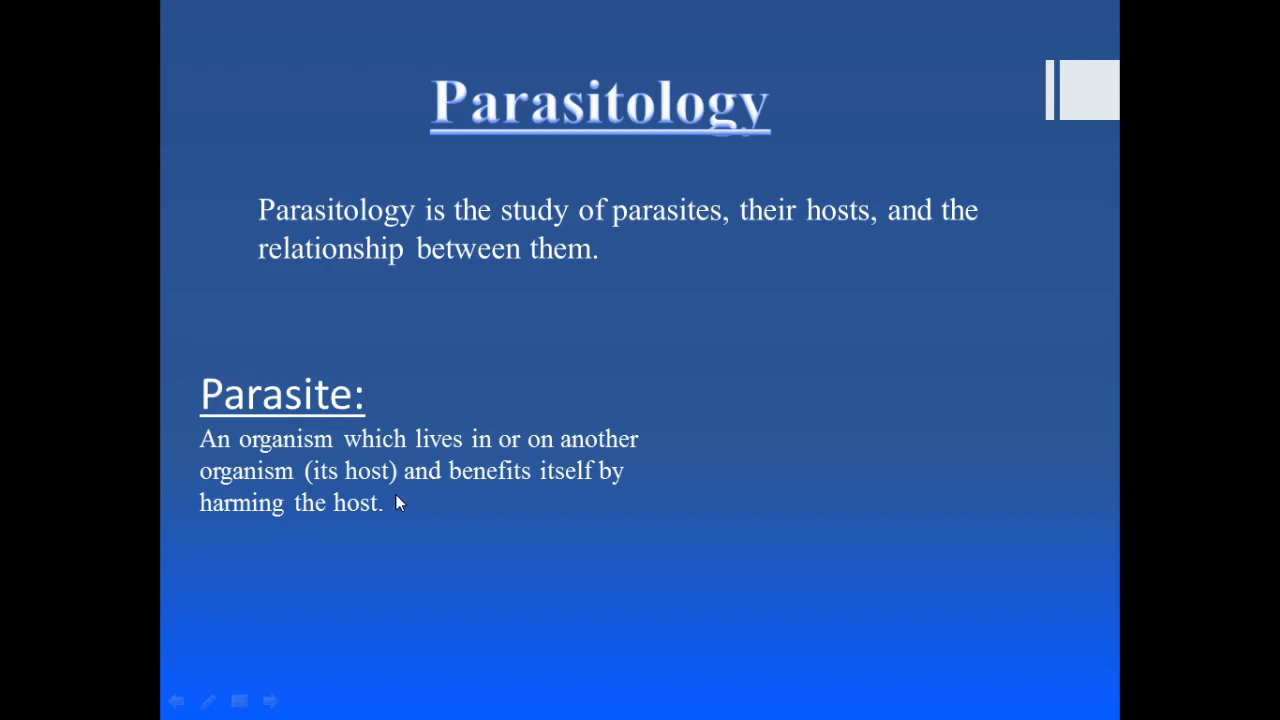 Parasitology
Parasitology is the study of parasites, their hosts, and the
relationship between them.
Parasite:
An organism which lives in or on another
organism (its host) and benefits itself by
harming the host.